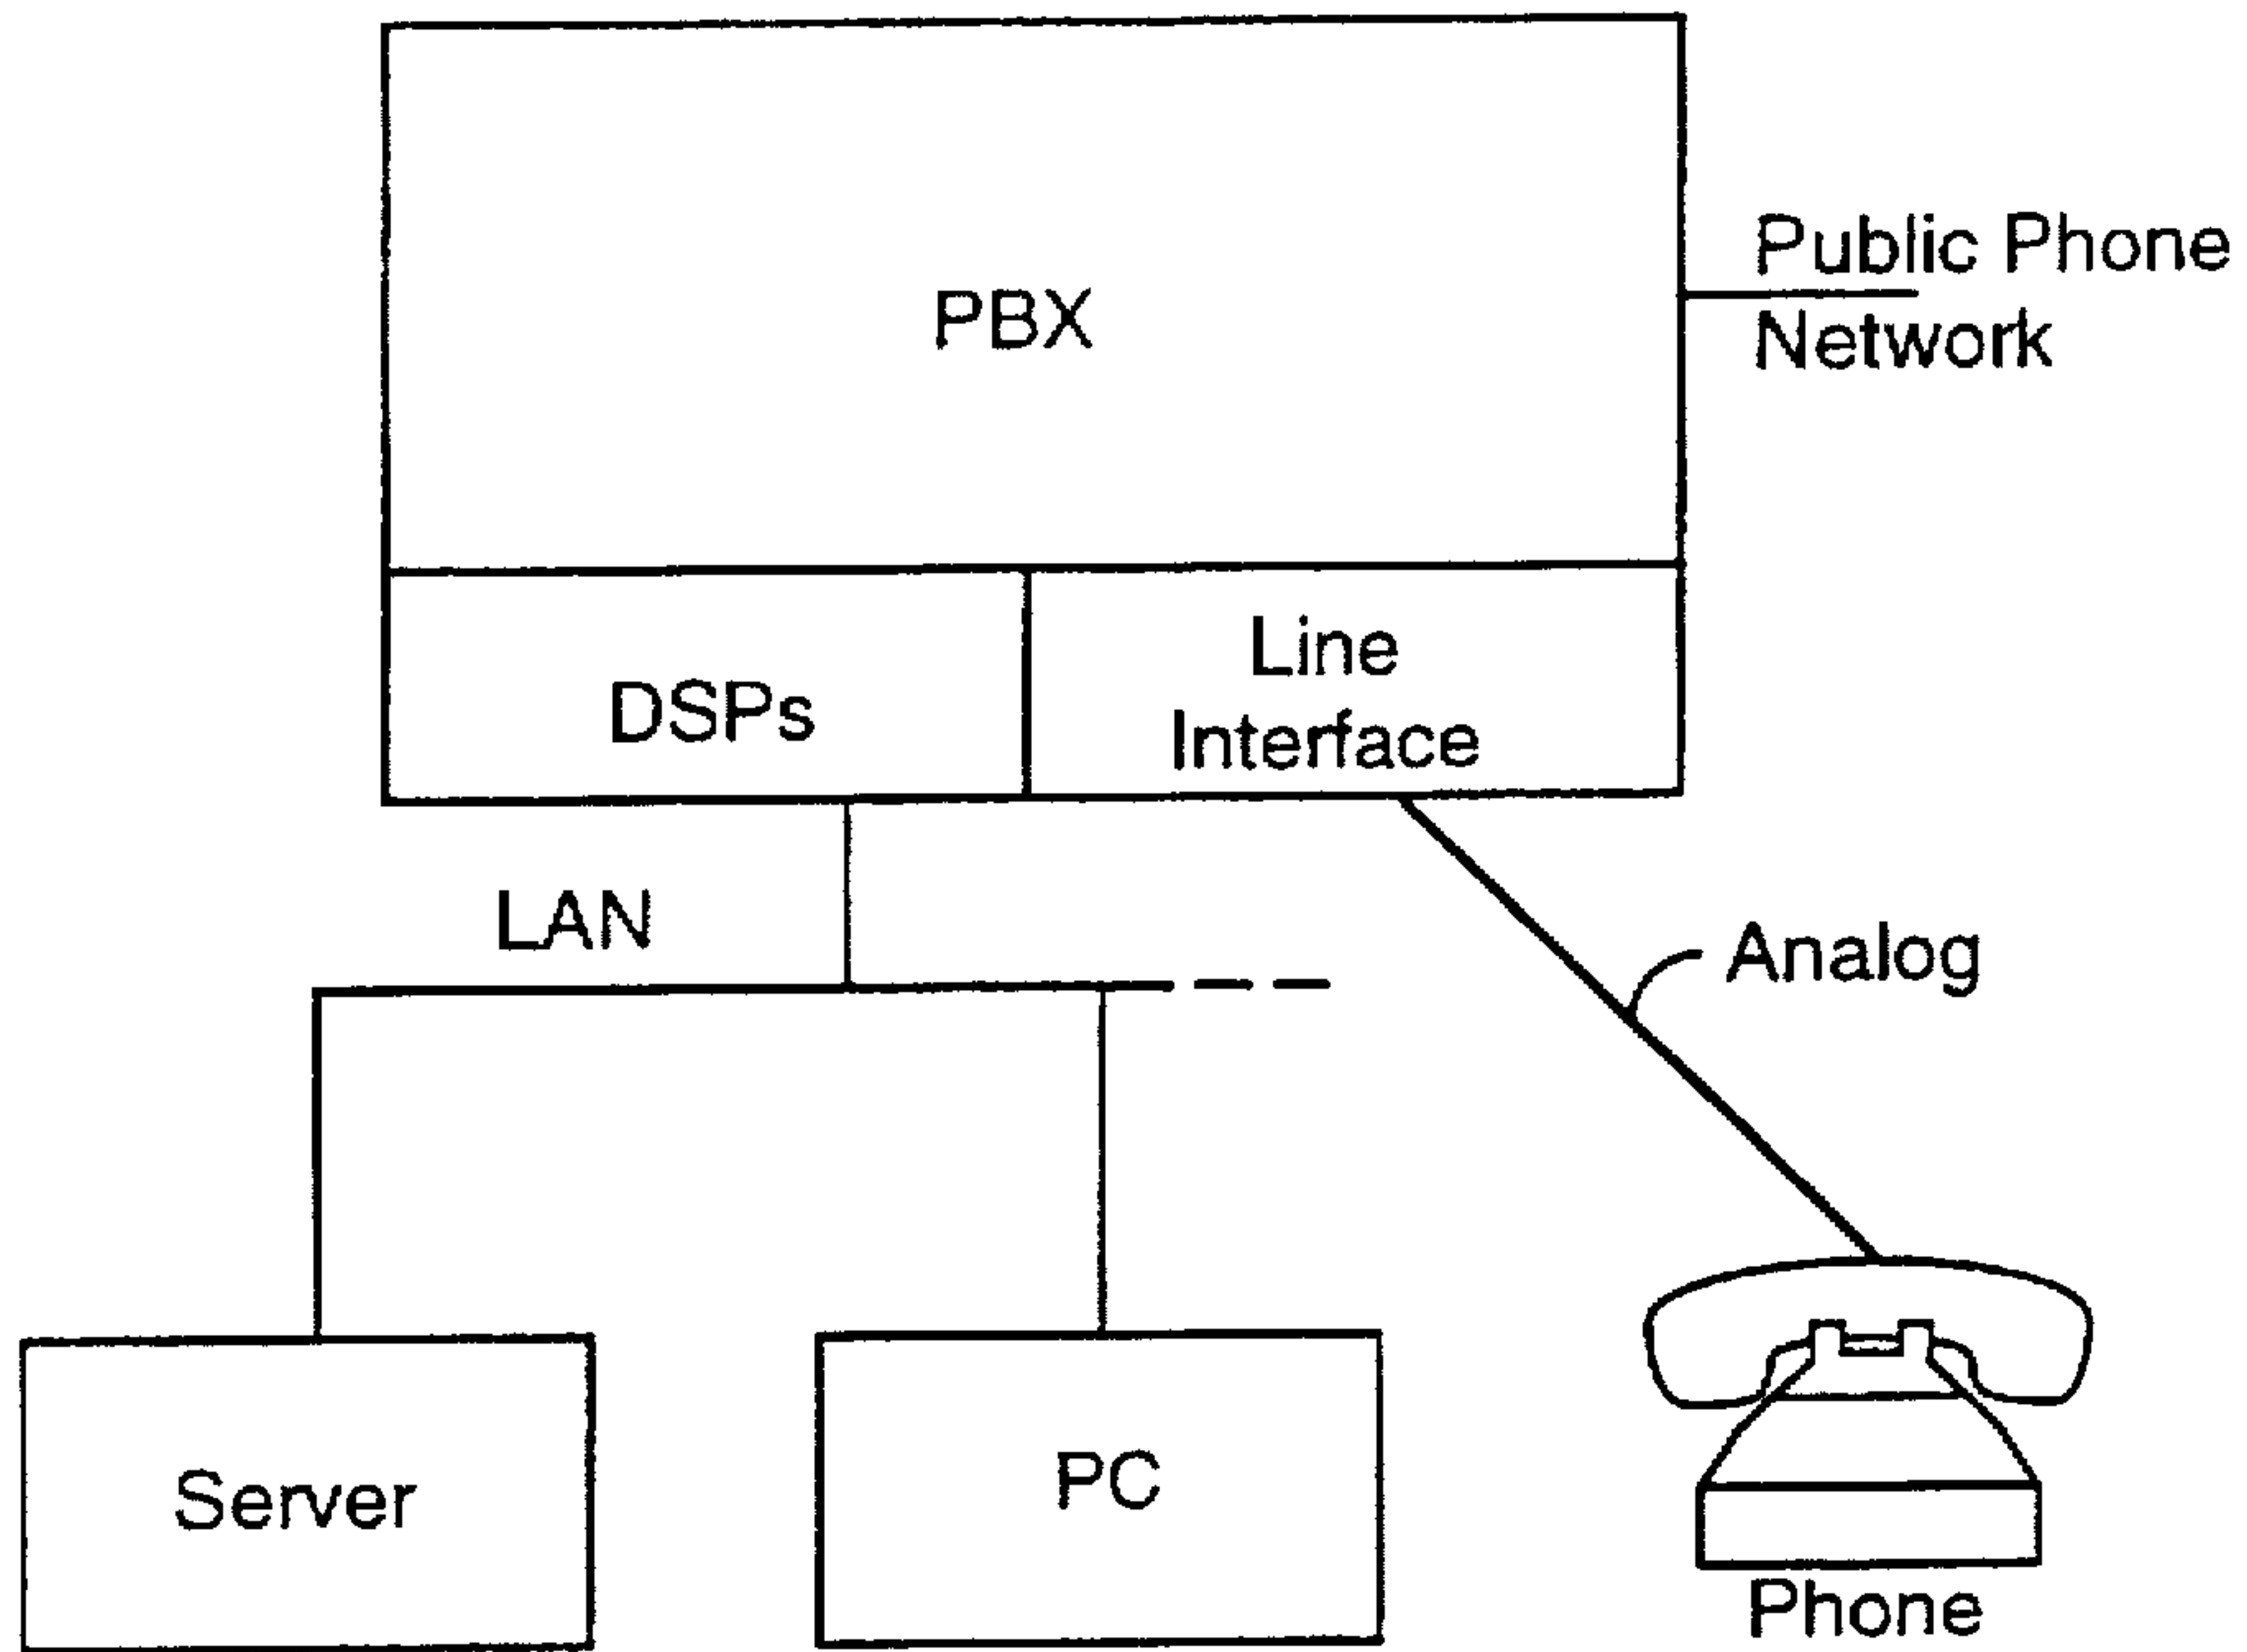 PBX
Public Phone
Network
DSPs
Line
Interface
LAN
Analog
Server
PC
Phone